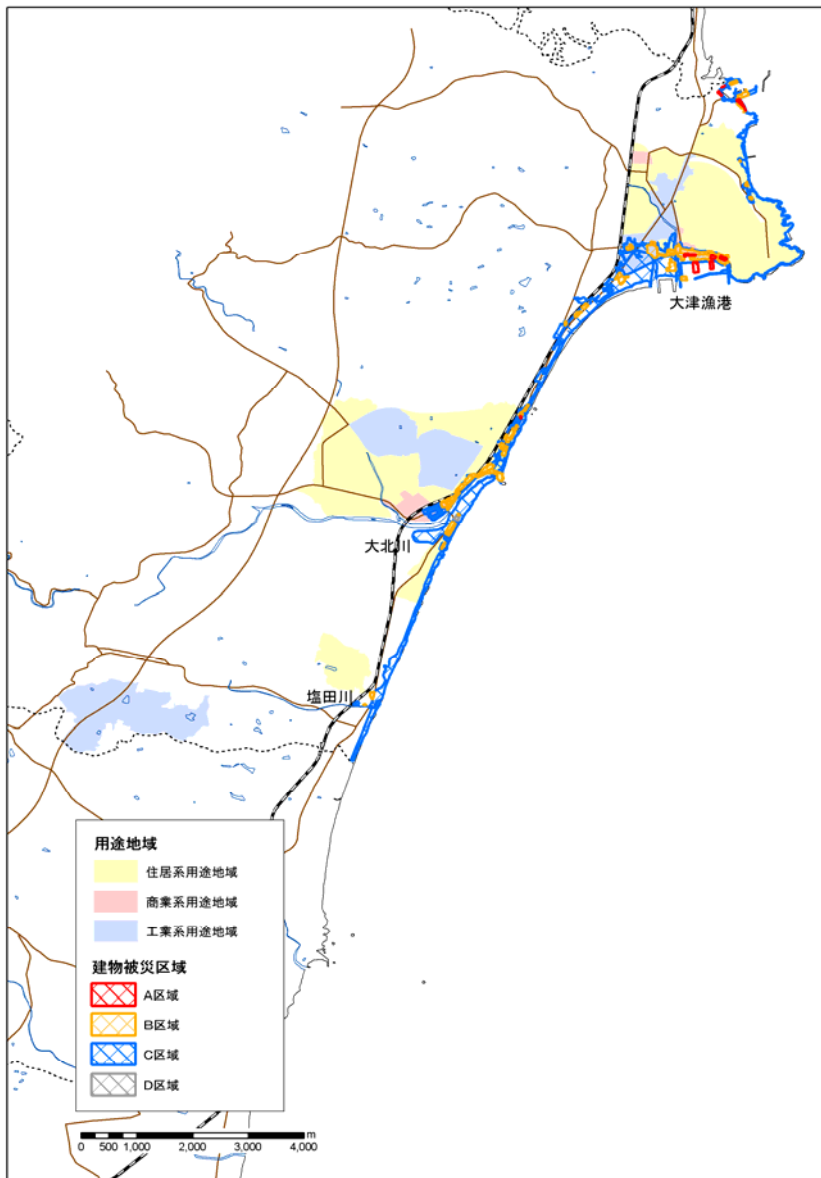 大津漁港
大北川
塩田川
用途地域
住居系用途地域
商業系用途地域
工業系用途地域
建物被災区域
A区域
B区域
C区域
D区域
0 500 1,000 2,000 3,000 4,000 m